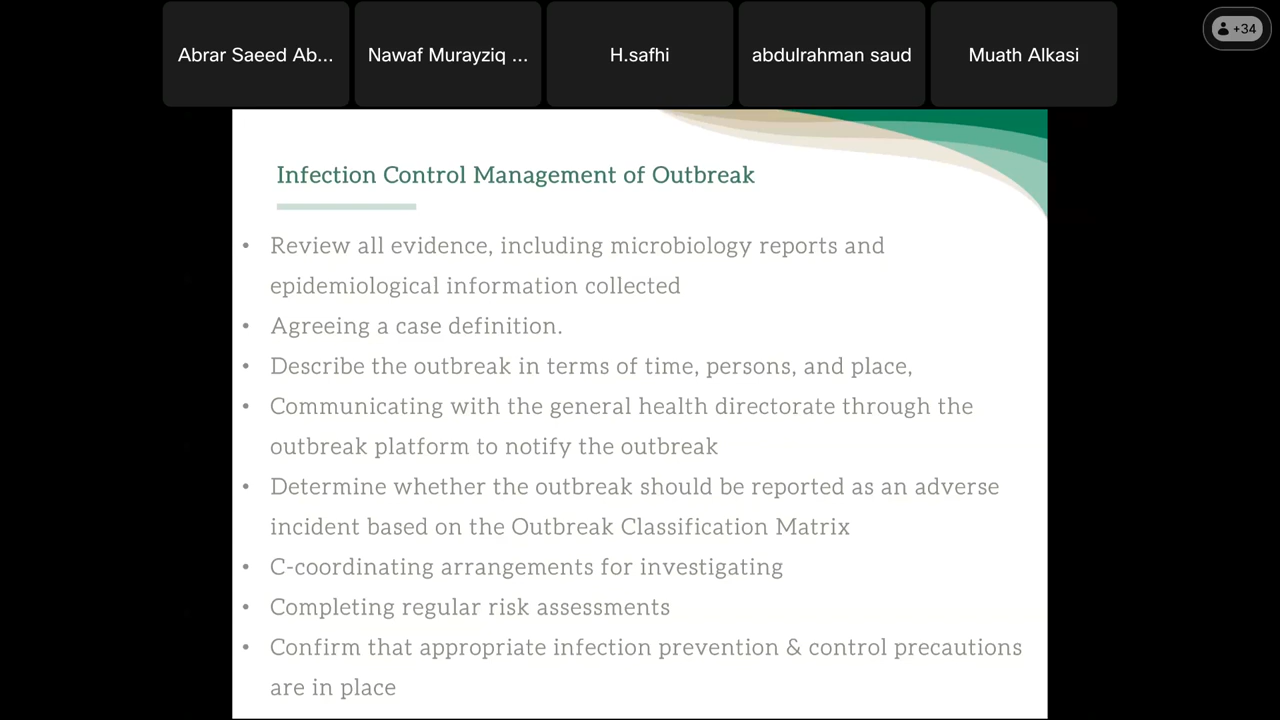 Abrar Saeed Ab...
Nawaf Murayziq ...
H.safhi
abdulrahman saud
Muath Alkasi
+34
Infection Control Management of Outbreak
• Review all evidence, including microbiology reports and
epidemiological information collected
• Agreeing a case definition.
• Describe the outbreak in terms of time, persons, and place,
• Communicating with the general health directorate through the
outbreak platform to notify the outbreak
• Determine whether the outbreak should be reported as an adverse
incident based on the Outbreak Classification Matrix
• C-coordinating arrangements for investigating
• Completing regular risk assessments
• Confirm that appropriate infection prevention & control precautions
are in place